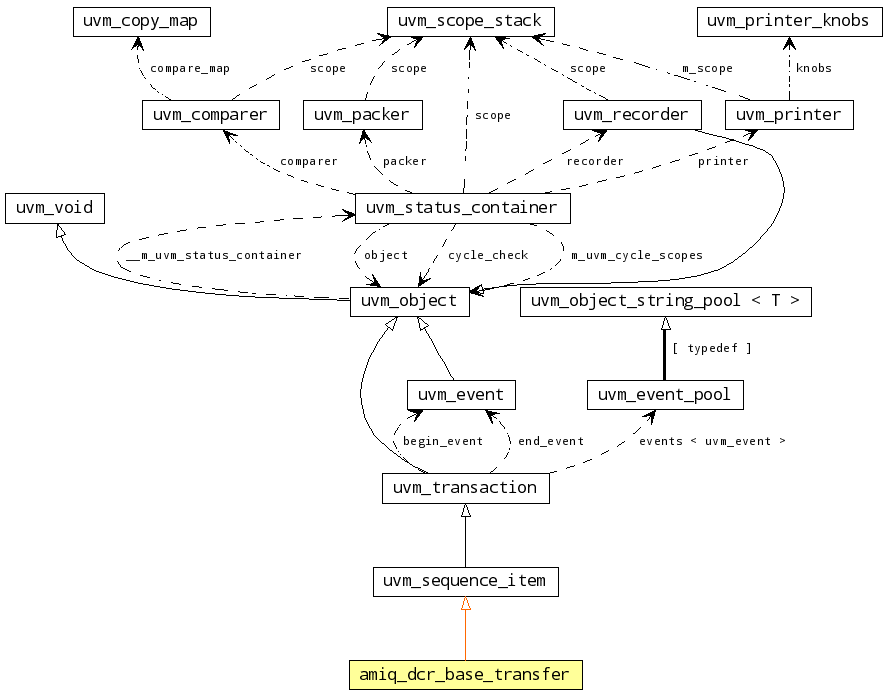 uvm_copy_map
uvm_scope_stack
uvm_printer_knobs
compare_map
scope
scope
scope
m_scope
knobs
uvm_comparer
uvm_packer
scope
uvm_recorder
uvm_printer
comparer
packer
recorder
printer
uvm_void
uvm_status_container
__m_uvm_status_container
object
cycle_check
m_uvm_cycle_scopes
uvm_object
uvm_object_string_pool < T >
[ typedef ]
uvm_event
uvm_event_pool
begin_event
end_event
events < uvm_event >
uvm_transaction
uvm_sequence_item
amiq_dcr_base_transfer